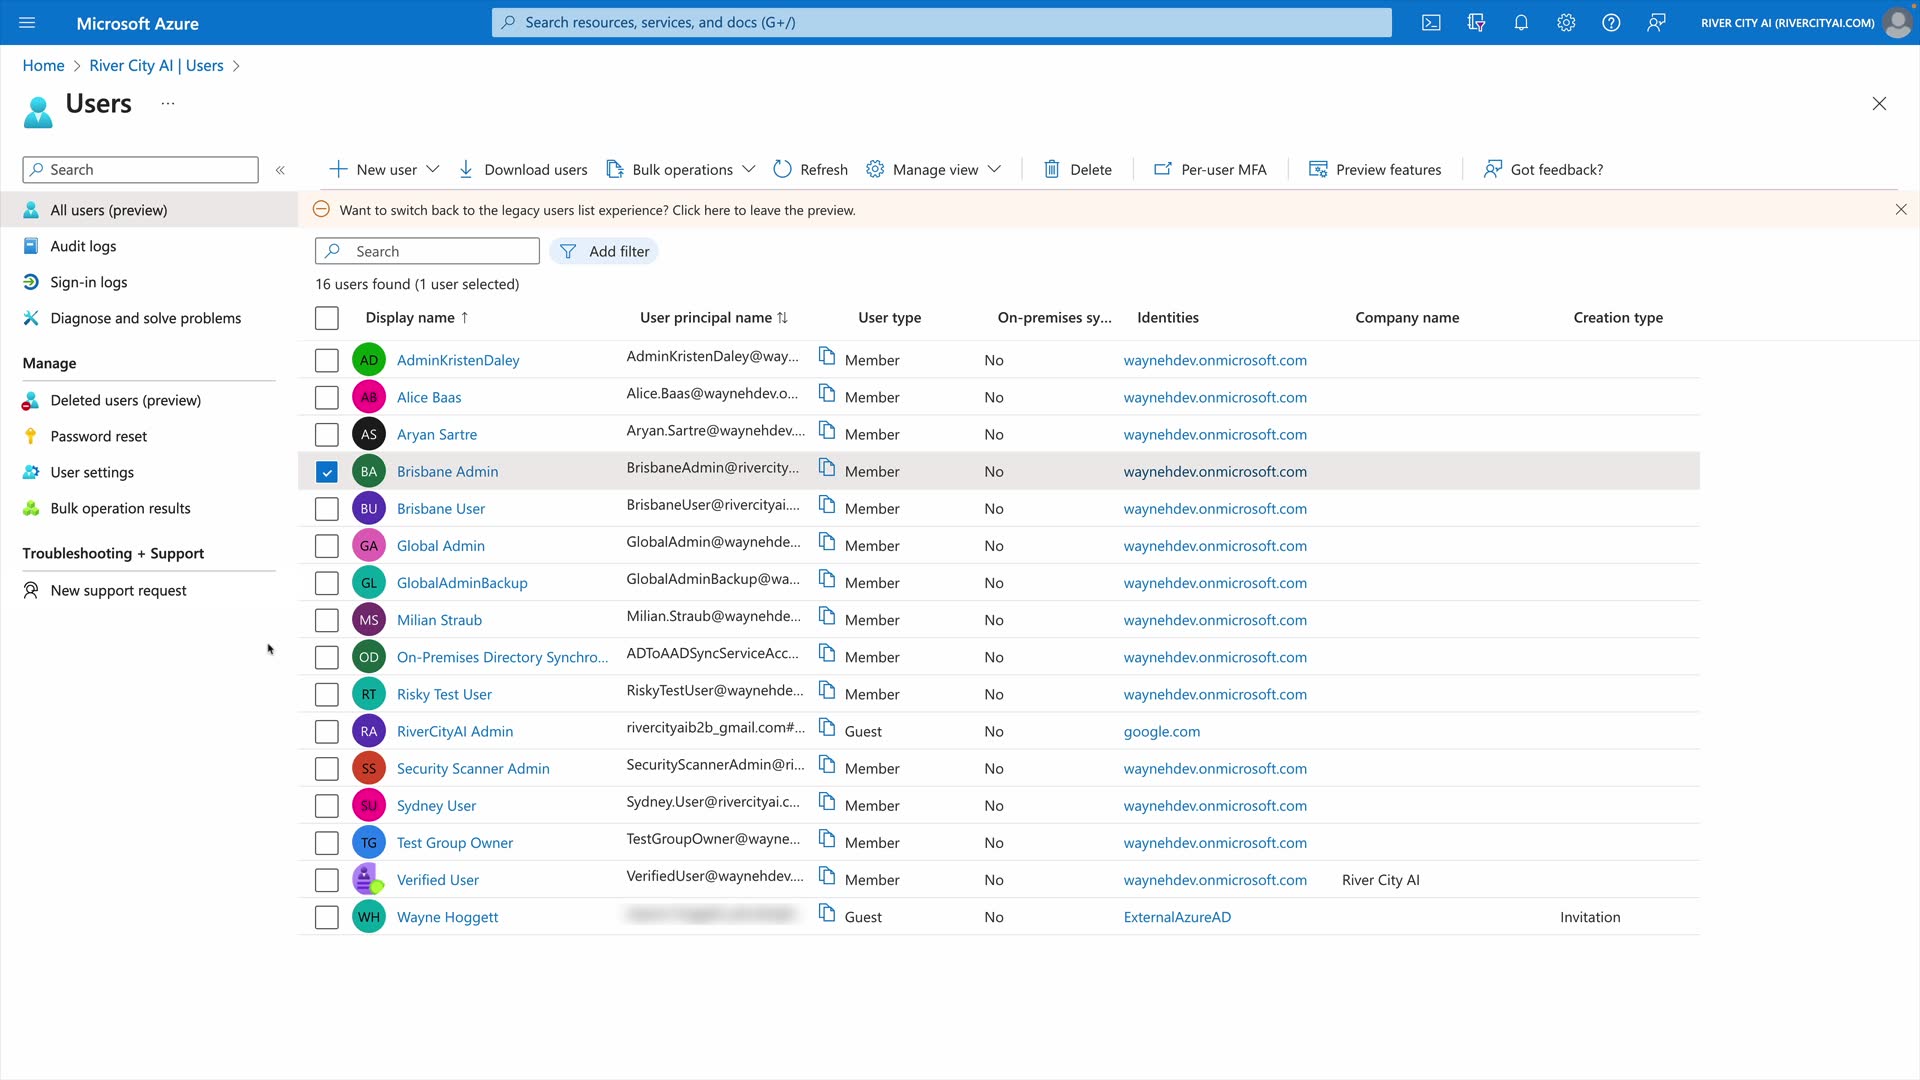 Microsoft Azure
Search resources, services, and docs (G+/)
RIVER CITY AI (RIVERCITYAI.COM)
Home > River City AI | Users >
Users ...
Search
«
New user
Download users
Bulk operations
Refresh
Manage view
Delete
Per-user MFA
Preview features
Got feedback?
All users (preview)
Audit logs
Sign-in logs
Diagnose and solve problems
Manage
Deleted users (preview)
Password reset
User settings
Bulk operation results
Troubleshooting + Support
New support request
Want to switch back to the legacy users list experience? Click here to leave the preview.
Search
Add filter
16 users found (1 user selected)
Display name ↑ User principal name ↑↓ User type On-premises sy... Identities Company name Creation type
AD AdminKristenDaley AdminKristenDaley@way... Member No waynehdev.onmicrosoft.com
AB Alice Baas Alice.Baas@waynehdev.o... Member No waynehdev.onmicrosoft.com
AS Aryan Sartre Aryan.Sartre@waynehdev.... Member No waynehdev.onmicrosoft.com
BA Brisbane Admin BrisbaneAdmin@rivercity... Member No waynehdev.onmicrosoft.com
BU Brisbane User BrisbaneUser@rivercityai.... Member No waynehdev.onmicrosoft.com
GA Global Admin GlobalAdmin@waynehde... Member No waynehdev.onmicrosoft.com
GL GlobalAdminBackup GlobalAdminBackup@wa... Member No waynehdev.onmicrosoft.com
MS Milian Straub Milian.Straub@waynehde... Member No waynehdev.onmicrosoft.com
OD On-Premises Directory Synchro... ADToAADSyncServiceAcc... Member No waynehdev.onmicrosoft.com
RT Risky Test User RiskyTestUser@waynehde... Member No waynehdev.onmicrosoft.com
RA RiverCityAI Admin rivercityaib2b_gmail.com#... Guest No google.com
SS Security Scanner Admin SecurityScannerAdmin@ri... Member No waynehdev.onmicrosoft.com
SU Sydney User Sydney.User@rivercityai.c... Member No waynehdev.onmicrosoft.com
TG Test Group Owner TestGroupOwner@wayne... Member No waynehdev.onmicrosoft.com
Verified User VerifiedUser@waynehdev.... Member No waynehdev.onmicrosoft.com River City AI
WH Wayne Hoggett Guest No ExternalAzureAD Invitation